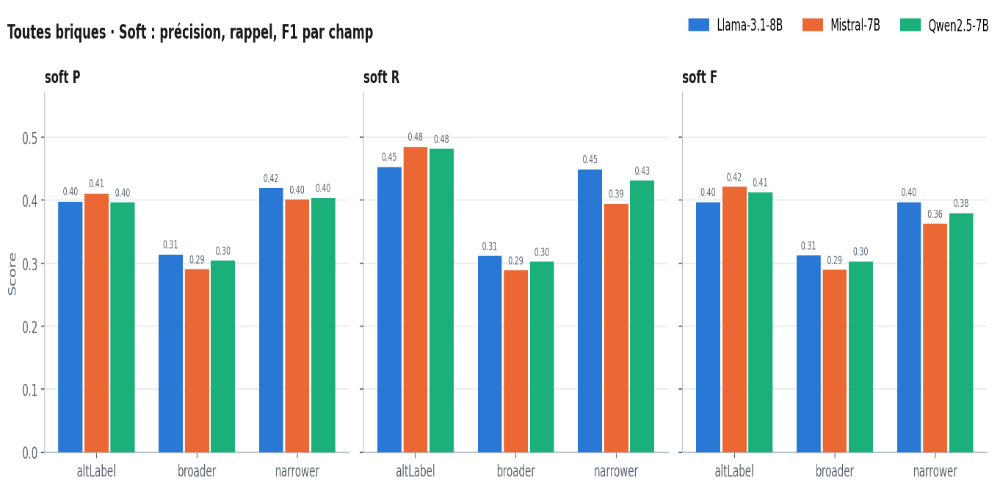 Toutes briques · Soft : précision, rappel, F1 par champ
Llama-3.1-8B Mistral-7B Qwen2.5-7B
soft P
Score
0.5
0.4
0.3
0.2
0.1
0.0
0.40 0.41 0.40
0.31 0.29 0.30
0.42 0.40 0.40
altLabel broader narrower
soft R
0.45 0.48 0.48
0.31 0.29 0.30
0.45 0.39 0.43
altLabel broader narrower
soft F
0.40 0.42 0.41
0.31 0.29 0.30
0.40 0.36 0.38
altLabel broader narrower